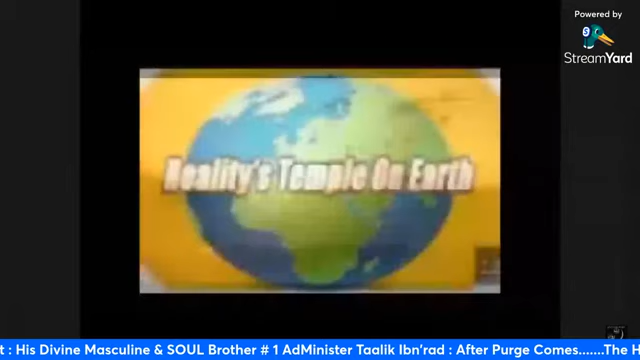 Powered by
StreamYard
Reality's Temple On Earth
t : His Divine Masculine & SOUL Brother # 1 AdMinister Taalik Ibn'rad : After Purge Comes.......The H